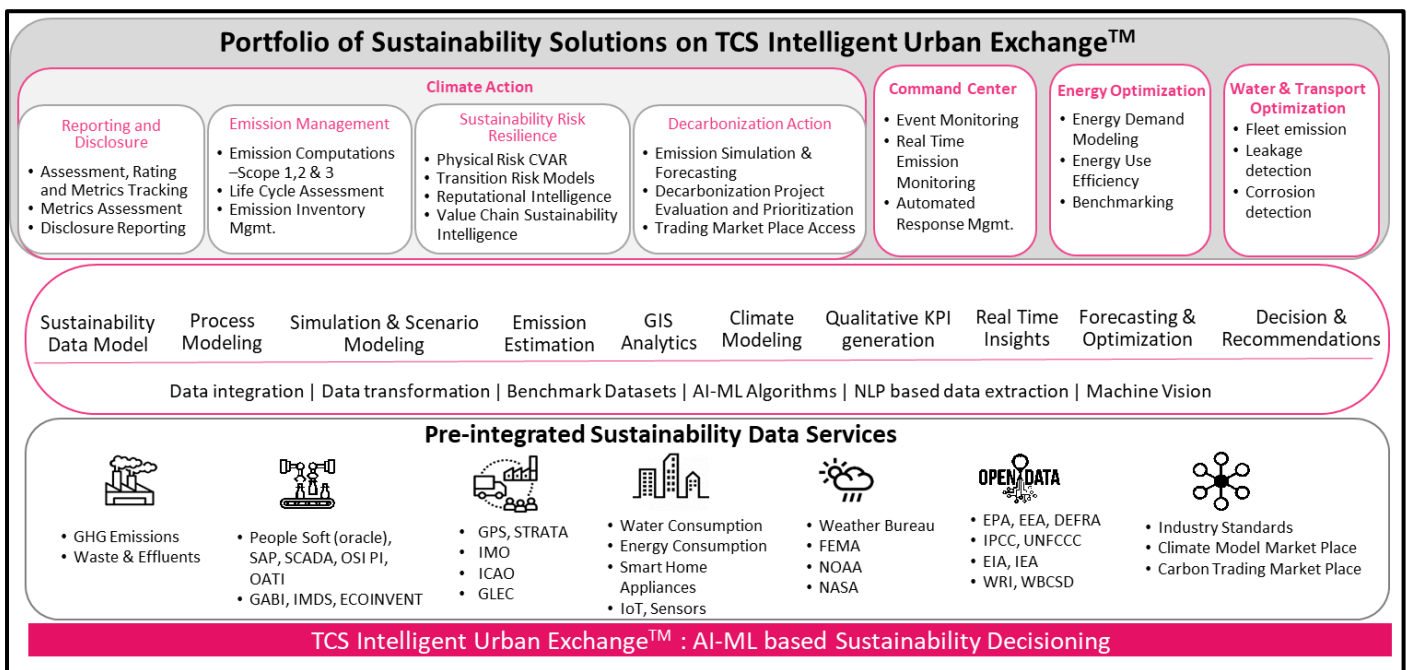 Portfolio of Sustainability Solutions on TCS Intelligent Urban Exchange™
Climate Action
Reporting and
Disclosure
• Assessment, Rating
and Metrics Tracking
• Metrics Assessment
• Disclosure Reporting
Emission Management
• Emission Computations
–Scope 1,2 & 3
• Life Cycle Assessment
• Emission Inventory
Mgmt.
Sustainability Risk
Resilience
• Physical Risk CVAR
• Transition Risk Models
• Reputational Intelligence
• Value Chain Sustainability
Intelligence
Decarbonization Action
• Emission Simulation &
Forecasting
• Decarbonization Project
Evaluation and Prioritization
• Trading Market Place Access
Command Center
• Event Monitoring
• Real Time
Emission
Monitoring
• Automated
Response Mgmt.
Energy Optimization
• Energy Demand
Modeling
• Energy Use
Efficiency
• Benchmarking
Water & Transport
Optimization
• Fleet emission
• Leakage
detection
• Corrosion
detection
Sustainability
Data Model
Process
Modeling
Simulation & Scenario
Modeling
Emission
Estimation
GIS
Analytics
Climate
Modeling
Qualitative KPI
generation
Real Time
Insights
Forecasting &
Optimization
Decision &
Recommendations
Data integration | Data transformation | Benchmark Datasets | AI-ML Algorithms | NLP based data extraction | Machine Vision
Pre-integrated Sustainability Data Services
• GHG Emissions
• Waste & Effluents
• People Soft (oracle),
SAP, SCADA, OSI PI,
OATI
• GABI, IMDS, ECOINVENT
• GPS, STRATA
• IMO
• ICAO
• GLEC
• Water Consumption
• Energy Consumption
• Smart Home
Appliances
• IoT, Sensors
• Weather Bureau
• FEMA
• NOAA
• NASA
OPEN DATA
• EPA, EEA, DEFRA
• IPCC, UNFCCC
• EIA, IEA
• WRI, WBCSD
• Industry Standards
• Climate Model Market Place
• Carbon Trading Market Place
TCS Intelligent Urban Exchange™ : AI-ML based Sustainability Decisioning